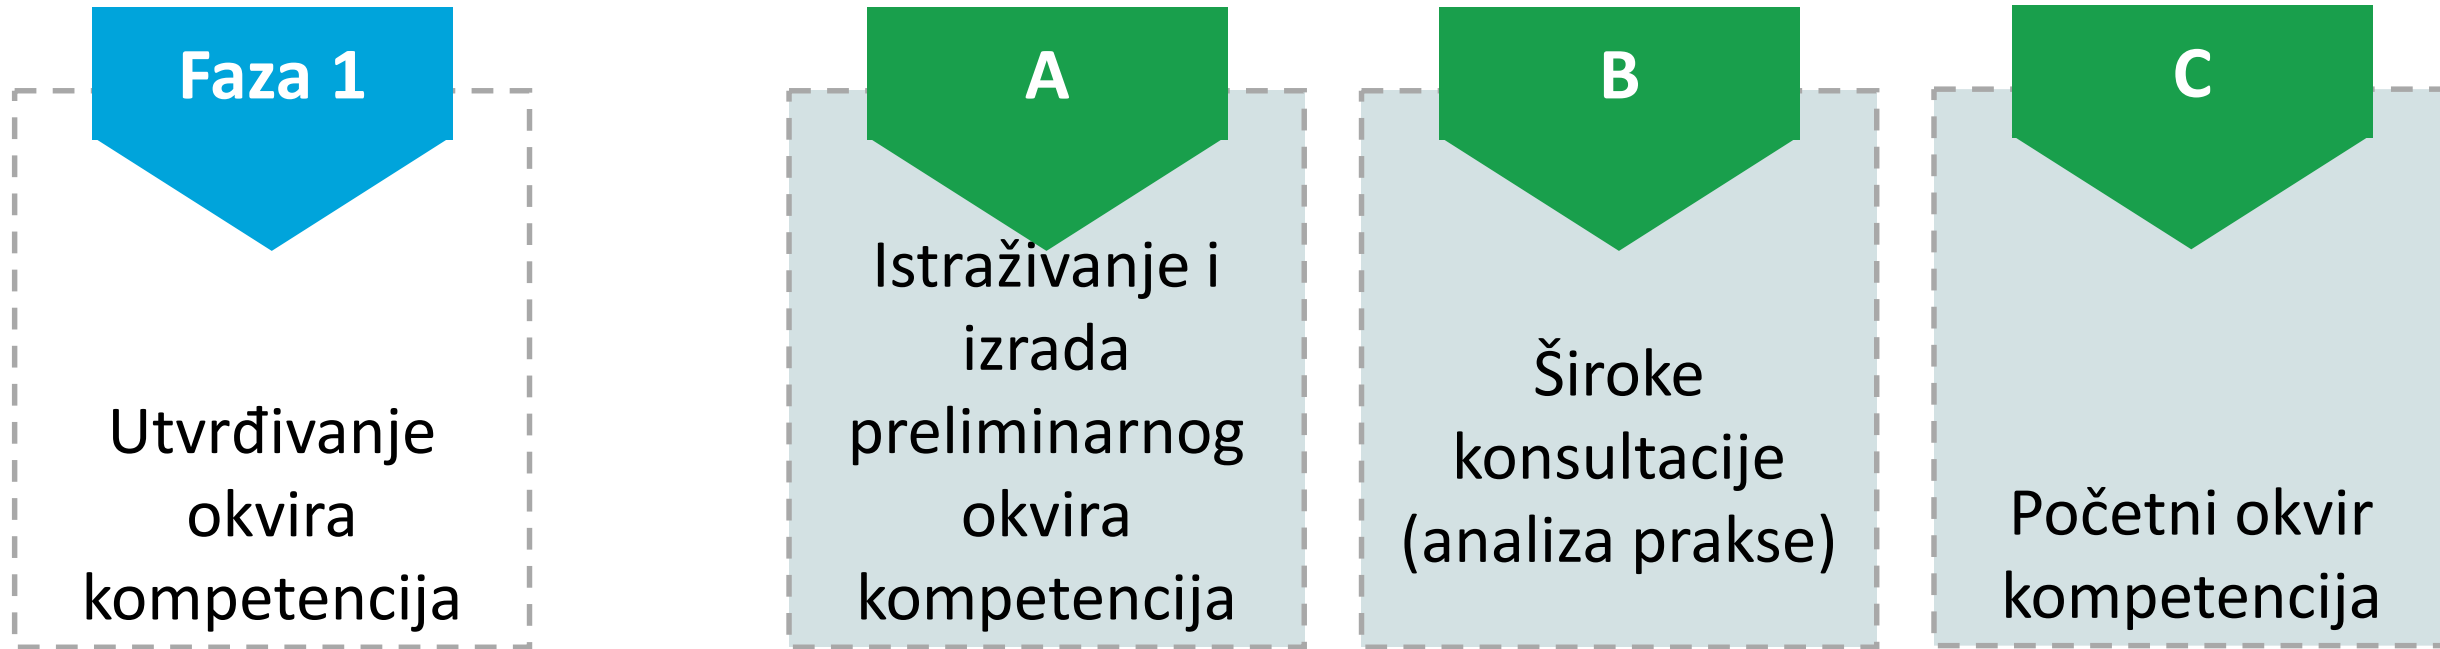 Faza 1
Utvrđivanje
okvira
kompetencija
A
Istraživanje i
izrada
preliminarnog
okvira
kompetencija
B
Široke
konsultacije
(analiza prakse)
C
Početni okvir
kompetencija